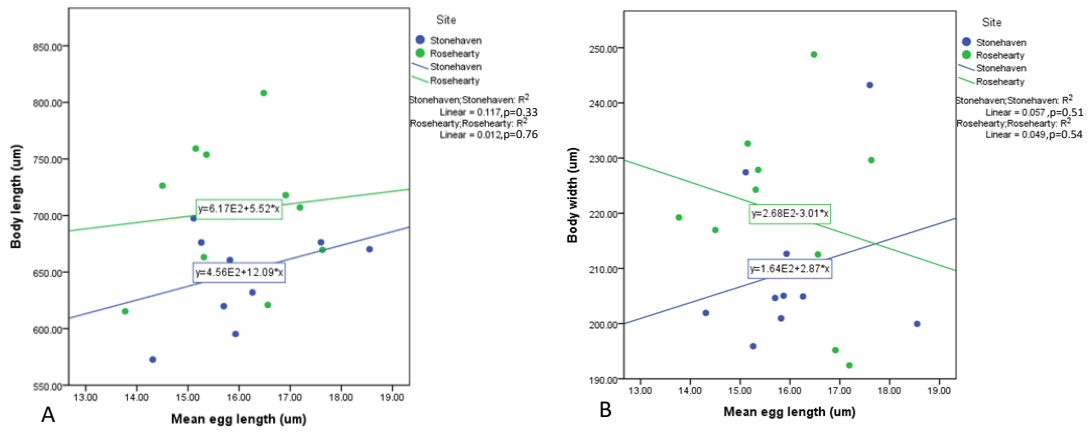 Site
Stonehaven
Rosehearty
Stonehaven
Rosehearty
Stonehaven;Stonehaven: R2
Linear = 0.117,p=0.33
Rosehearty;Rosehearty: R2
Linear = 0.012,p=0.76
Body length (um)
850.00
800.00
750.00
700.00
650.00
600.00
550.00
y=6.17E2+5.52*x
y=4.56E2+12.09*x
13.00 14.00 15.00 16.00 17.00 18.00 19.00
Mean egg length (um)
A
Site
Stonehaven
Rosehearty
Stonehaven
Rosehearty
Stonehaven;Stonehaven: R2
Linear = 0.057,p=0.51
Rosehearty;Rosehearty: R2
Linear = 0.049,p=0.54
Body width (um)
250.00
240.00
230.00
220.00
210.00
200.00
190.00
y=2.68E2-3.01*x
y=1.64E2+2.87*x
13.00 14.00 15.00 16.00 17.00 18.00 19.00
Mean egg length (um)
B